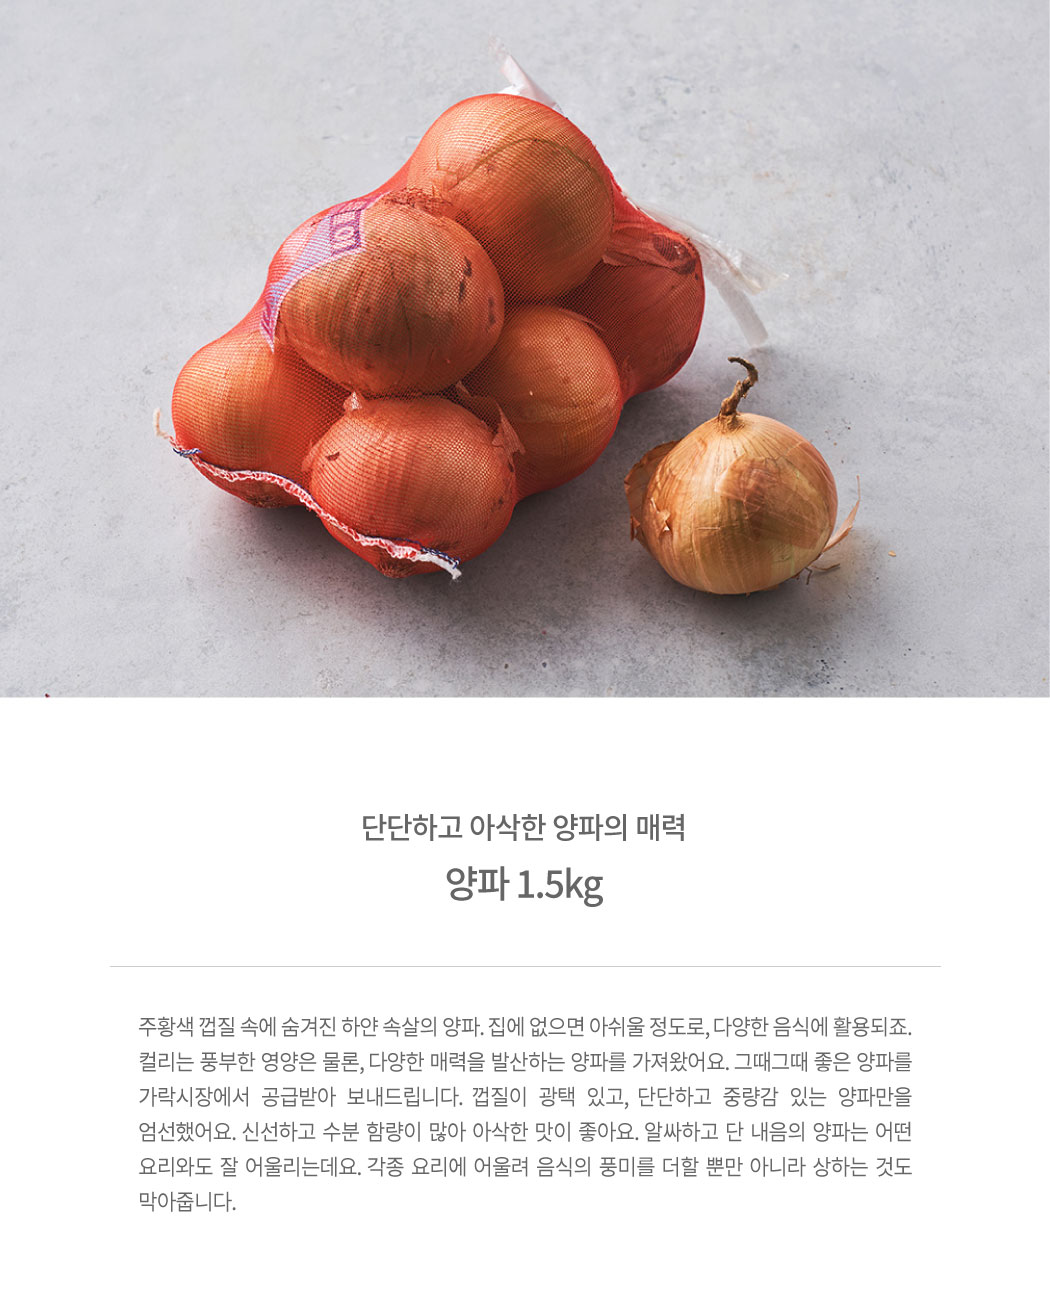 단단하고 아삭한 양파의 매력
양파 1.5kg
주황색 껍질 속에 숨겨진 하얀 속살의 양파. 집에 없으면 아쉬울 정도로, 다양한 음식에 활용되죠.
컬리는 풍부한 영양은 물론, 다양한 매력을 발산하는 양파를 가져왔어요. 그때그때 좋은 양파를
가락시장에서 공급받아 보내드립니다. 껍질이 광택 있고, 단단하고 중량감 있는 양파만을
엄선했어요. 신선하고 수분 함량이 많아 아삭한 맛이 좋아요. 알싸하고 단 내음의 양파는 어떤
요리와도 잘 어울리는데요. 각종 요리에 어울려 음식의 풍미를 더할 뿐만 아니라 상하는 것도
막아줍니다.